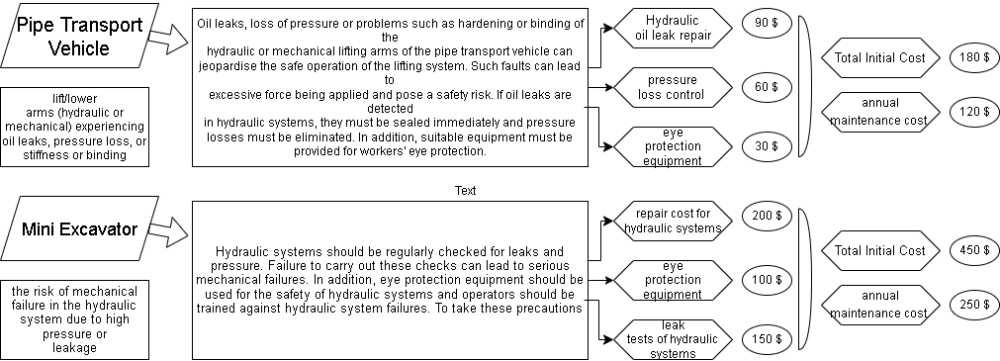 Pipe Transport
Vehicle
lift/lower
arms (hydraulic or
mechanical) experiencing
oil leaks, pressure loss, or
stiffness or binding
Oil leaks, loss of pressure or problems such as hardening or binding of
the
hydraulic or mechanical lifting arms of the pipe transport vehicle can
jeopardise the safe operation of the lifting system. Such faults can lead
to
excessive force being applied and pose a safety risk. If oil leaks are
detected
in hydraulic systems, they must be sealed immediately and pressure
losses must be eliminated. In addition, suitable equipment must be
provided for workers' eye protection.
Hydraulic
oil leak repair
90 $
pressure
loss control
60 $
eye
protection
equipment
30 $
Total Initial Cost
180 $
annual
maintenance cost
120 $
Text
Mini Excavator
the risk of mechanical
failure in the hydraulic
system due to high
pressure or
leakage
Hydraulic systems should be regularly checked for leaks and
pressure. Failure to carry out these checks can lead to serious
mechanical failures. In addition, eye protection equipment should be
used for the safety of hydraulic systems and operators should be
trained against hydraulic system failures. To take these precautions
repair cost for
hydraulic systems
200 $
eye
protection
equipment
100 $
leak
tests of hydraulic
systems
150 $
Total Initial Cost
450 $
annual
maintenance cost
250 $